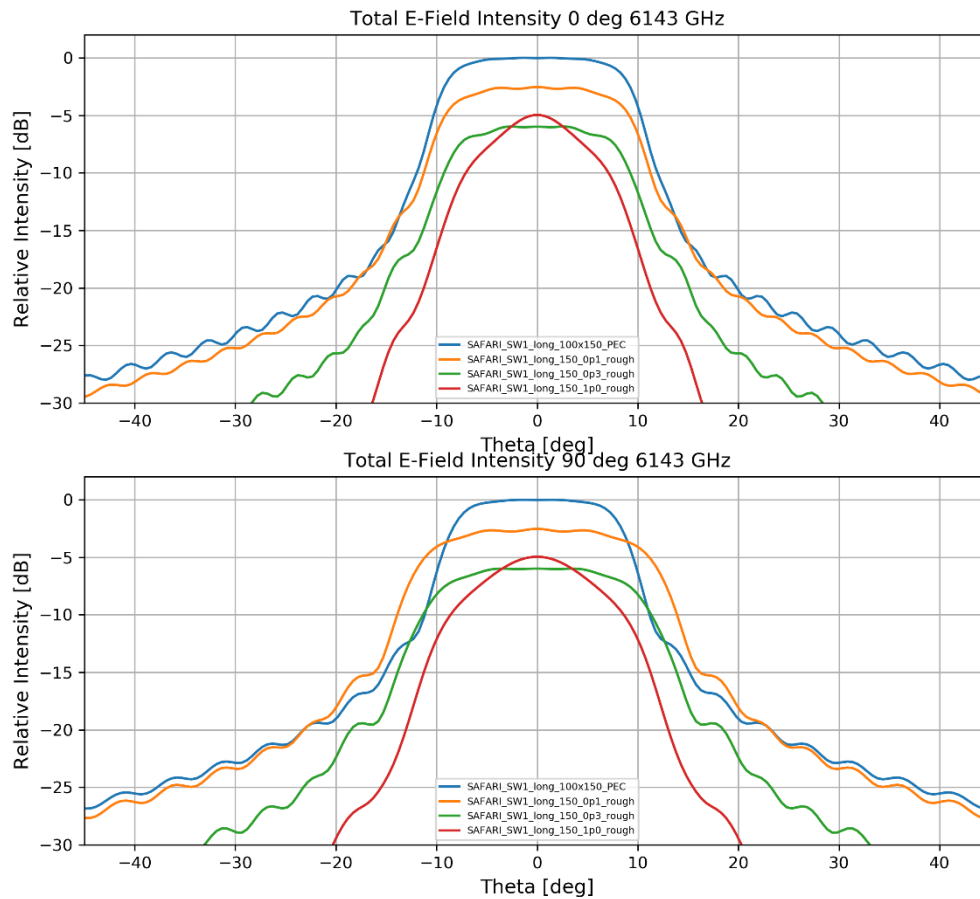 Total E-Field Intensity 0 deg 6143 GHz
Relative Intensity [dB]
0
−5
−10
−15
−20
−25
−30
SAFARI_SW1_long_100x150_PEC
SAFARI_SW1_long_150_0p1_rough
SAFARI_SW1_long_150_0p3_rough
SAFARI_SW1_long_150_1p0_rough
−40 −30 −20 −10 0 10 20 30 40
Theta [deg]
Total E-Field Intensity 90 deg 6143 GHz
Relative Intensity [dB]
0
−5
−10
−15
−20
−25
−30
SAFARI_SW1_long_100x150_PEC
SAFARI_SW1_long_150_0p1_rough
SAFARI_SW1_long_150_0p3_rough
SAFARI_SW1_long_150_1p0_rough
−40 −30 −20 −10 0 10 20 30 40
Theta [deg]